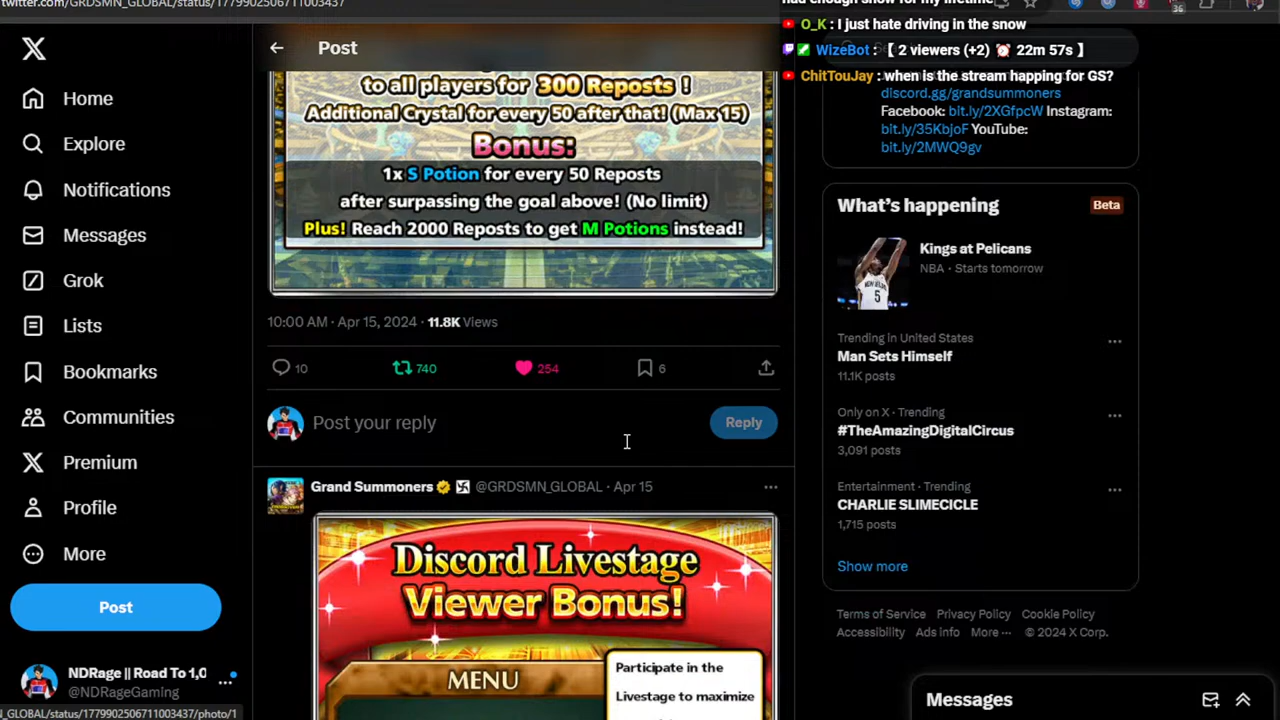 twitter.com/GRDSMN_GLOBAL/status/1779902506711003437
had enough snow for my lifetime
O_K : I just hate driving in the snow
WizeBot : 【 2 viewers (+2) ⏰ 22m 57s 】
ChitTouJay : when is the stream happing for GS?
36
Home
Explore
Notifications
Messages
Grok
Lists
Bookmarks
Communities
Premium
Profile
More
Post
NDRage || Road To 1,0
@NDRageGaming
N_GLOBAL/status/1779902506711003437/photo/1
Post
to all players for 300 Reposts !
Additional Crystal for every 50 after that! (Max 15)
Bonus:
1x S Potion for every 50 Reposts
after surpassing the goal above! (No limit)
Plus! Reach 2000 Reposts to get M Potions instead!
10:00 AM · Apr 15, 2024 · 11.8K Views
10
740
254
6
Post your reply
Reply
Grand Summoners @GRDSMN_GLOBAL · Apr 15
Discord Livestage
Viewer Bonus!
MENU
Participate in the
Livestage to maximize
discord.gg/grandsummoners
Facebook: bit.ly/2XGfpcW Instagram:
bit.ly/35KbjoF YouTube:
bit.ly/2MWQ9gv
What's happening
Beta
Kings at Pelicans
NBA · Starts tomorrow
5
Trending in United States
Man Sets Himself
11.1K posts
Only on X · Trending
#TheAmazingDigitalCircus
3,091 posts
Entertainment · Trending
CHARLIE SLIMECICLE
1,715 posts
Show more
Terms of Service Privacy Policy Cookie Policy
Accessibility Ads info More ··· © 2024 X Corp.
Messages